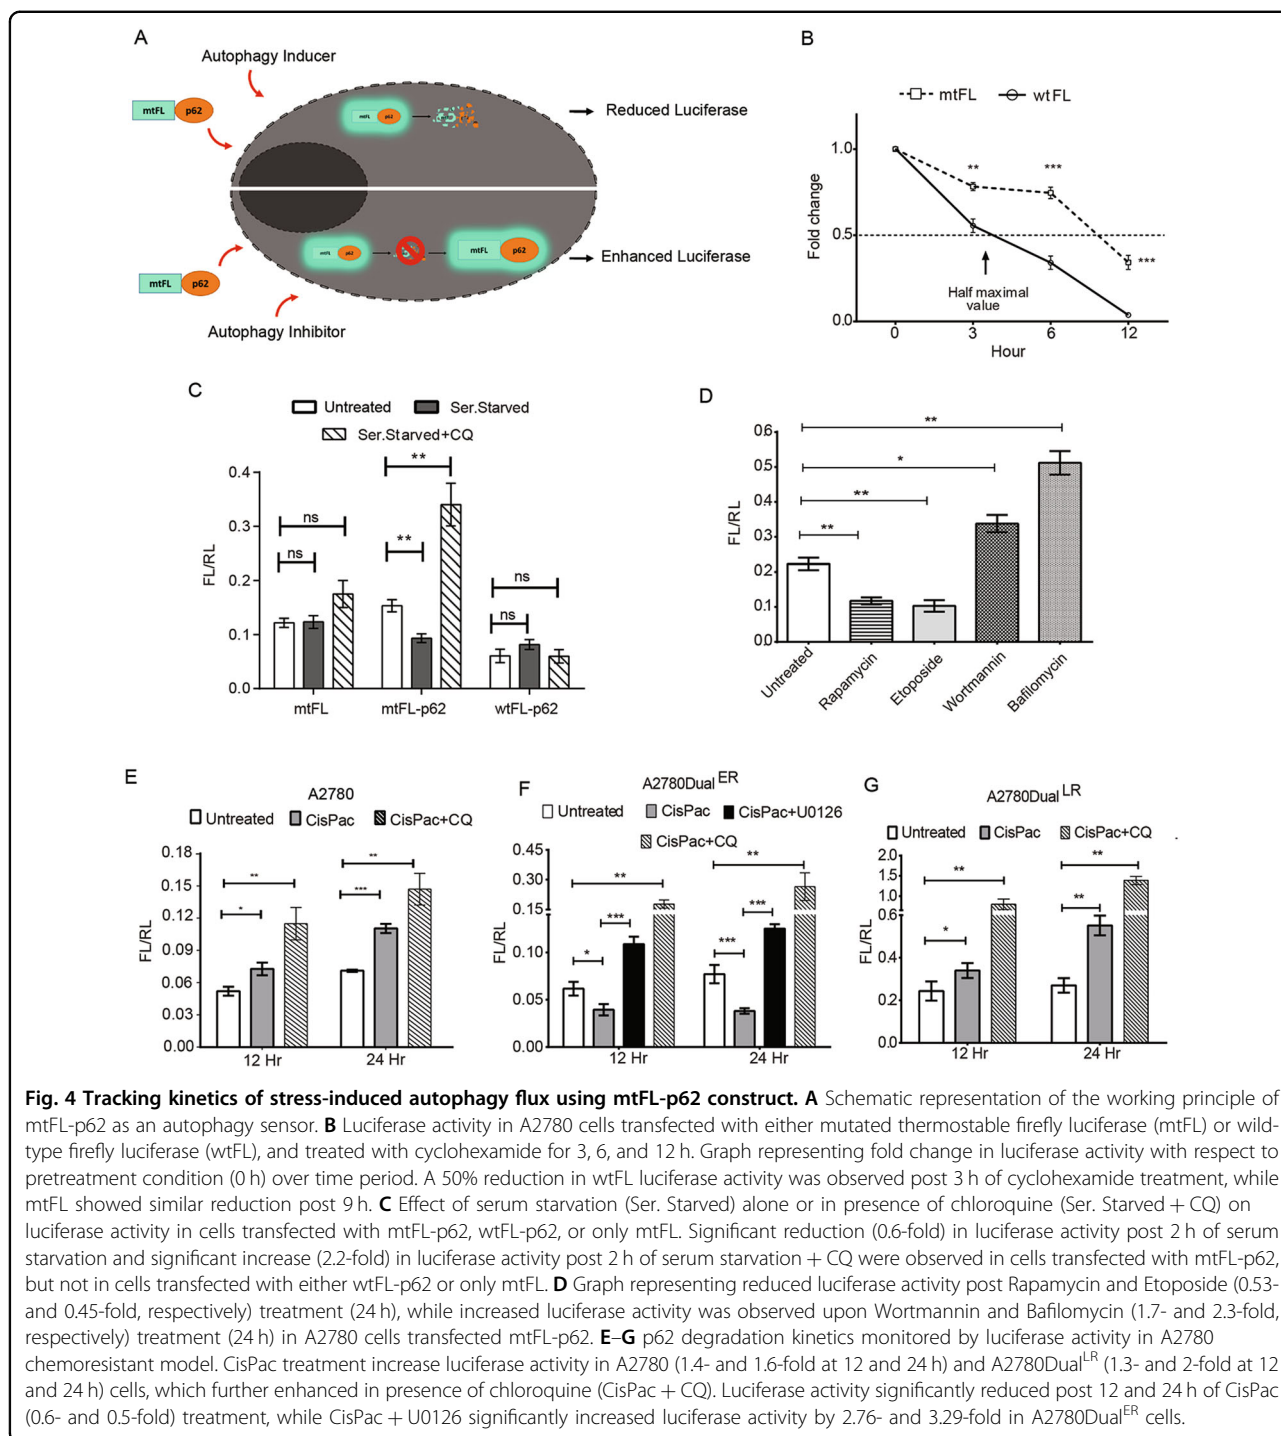 A
Autophagy Inducer
mtFL p62
mtFL p62
Reduced Luciferase
mtFL p62
mtFL p62
mtFL p62
Enhanced Luciferase
Autophagy Inhibitor
B
mtFL wtFL
1.0
0.5
0.0
Fold change
** *** ***
Half maximal
value
0 3 6 12
Hour
C
Untreated Ser.Starved
Ser.Starved+CQ
0.4
0.3
0.2
0.1
0.0
FL/RL
ns ns
** **
ns ns
mtFL mtFL-p62 wtFL-p62
D
0.6
0.5
0.4
0.3
0.2
0.1
0.0
FL/RL
**
*
**
**
Untreated Rapamycin Etoposide Wortmannin Bafilomycin
E
A2780
Untreated CisPac CisPac+CQ
0.18
0.15
0.12
0.09
0.06
0.03
0.00
FL/RL
** *
** ***
12 Hr 24 Hr
F
A2780Dual ER
Untreated CisPac CisPac+U0126
CisPac+CQ
0.45
0.30
0.15
0.10
0.05
0.00
FL/RL
** *** *
** *** ***
12 Hr 24 Hr
G
A2780Dual LR
Untreated CisPac CisPac+CQ
2.0
1.5
1.0
0.5
0.6
0.4
0.2
0.0
FL/RL
** *
** **
12 Hr 24 Hr
Fig. 4 Tracking kinetics of stress-induced autophagy flux using mtFL-p62 construct. A Schematic representation of the working principle of
mtFL-p62 as an autophagy sensor. B Luciferase activity in A2780 cells transfected with either mutated thermostable firefly luciferase (mtFL) or wild-
type firefly luciferase (wtFL), and treated with cyclohexamide for 3, 6, and 12 h. Graph representing fold change in luciferase activity with respect to
pretreatment condition (0 h) over time period. A 50% reduction in wtFL luciferase activity was observed post 3 h of cyclohexamide treatment, while
mtFL showed similar reduction post 9 h. C Effect of serum starvation (Ser. Starved) alone or in presence of chloroquine (Ser. Starved + CQ) on
luciferase activity in cells transfected with mtFL-p62, wtFL-p62, or only mtFL. Significant reduction (0.6-fold) in luciferase activity post 2 h of serum
starvation and significant increase (2.2-fold) in luciferase activity post 2 h of serum starvation + CQ were observed in cells transfected with mtFL-p62,
but not in cells transfected with either wtFL-p62 or only mtFL. D Graph representing reduced luciferase activity post Rapamycin and Etoposide (0.53-
and 0.45-fold, respectively) treatment (24 h), while increased luciferase activity was observed upon Wortmannin and Bafilomycin (1.7- and 2.3-fold,
respectively) treatment (24 h) in A2780 cells transfected mtFL-p62. E–G p62 degradation kinetics monitored by luciferase activity in A2780
chemoresistant model. CisPac treatment increase luciferase activity in A2780 (1.4- and 1.6-fold at 12 and 24 h) and A2780Dual LR (1.3- and 2-fold at 12
and 24 h) cells, which further enhanced in presence of chloroquine (CisPac + CQ). Luciferase activity significantly reduced post 12 and 24 h of CisPac
(0.6- and 0.5-fold) treatment, while CisPac + U0126 significantly increased luciferase activity by 2.76- and 3.29-fold in A2780Dual ER cells.